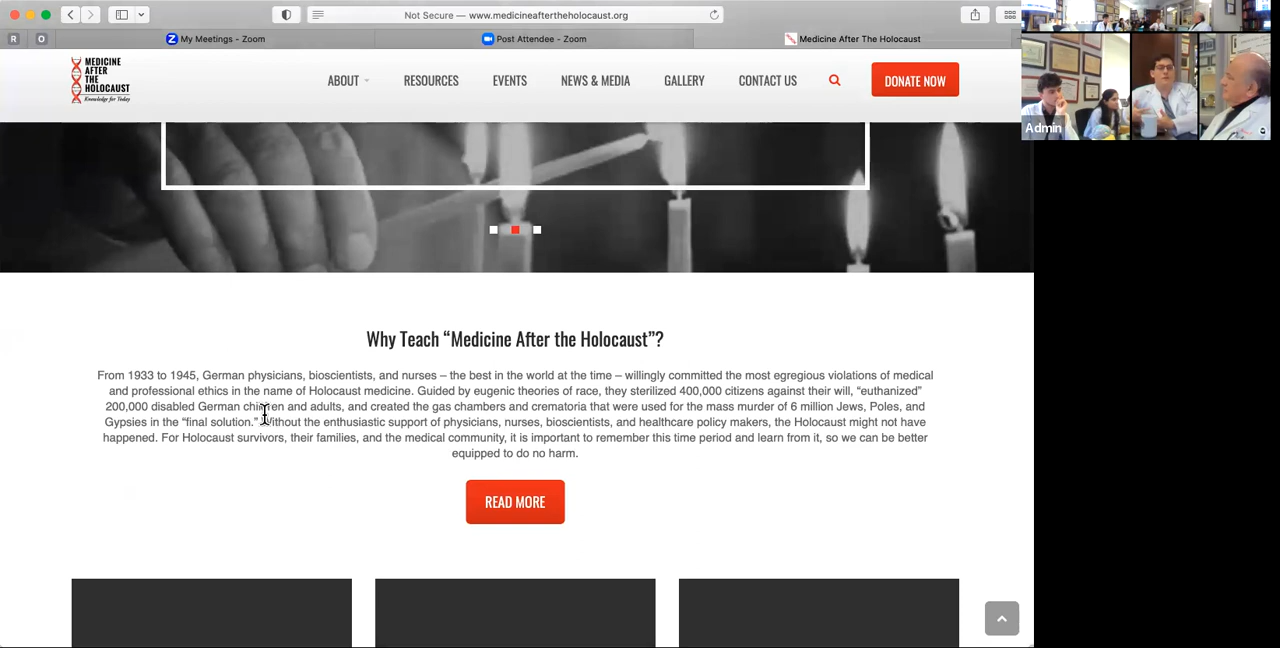 Not Secure — www.medicineaftertheholocaust.org
R
O
My Meetings - Zoom
Post Attendee - Zoom
Medicine After The Holocaust
MEDICINE
AFTER
THE
HOLOCAUST
Knowledge for Today
ABOUT
RESOURCES
EVENTS
NEWS & MEDIA
GALLERY
CONTACT US
DONATE NOW
Admin
Why Teach “Medicine After the Holocaust”?
From 1933 to 1945, German physicians, bioscientists, and nurses – the best in the world at the time – willingly committed the most egregious violations of medical
and professional ethics in the name of Holocaust medicine. Guided by eugenic theories of race, they sterilized 400,000 citizens against their will, “euthanized”
200,000 disabled German children and adults, and created the gas chambers and crematoria that were used for the mass murder of 6 million Jews, Poles, and
Gypsies in the “final solution.” Without the enthusiastic support of physicians, nurses, bioscientists, and healthcare policy makers, the Holocaust might not have
happened. For Holocaust survivors, their families, and the medical community, it is important to remember this time period and learn from it, so we can be better
equipped to do no harm.
READ MORE